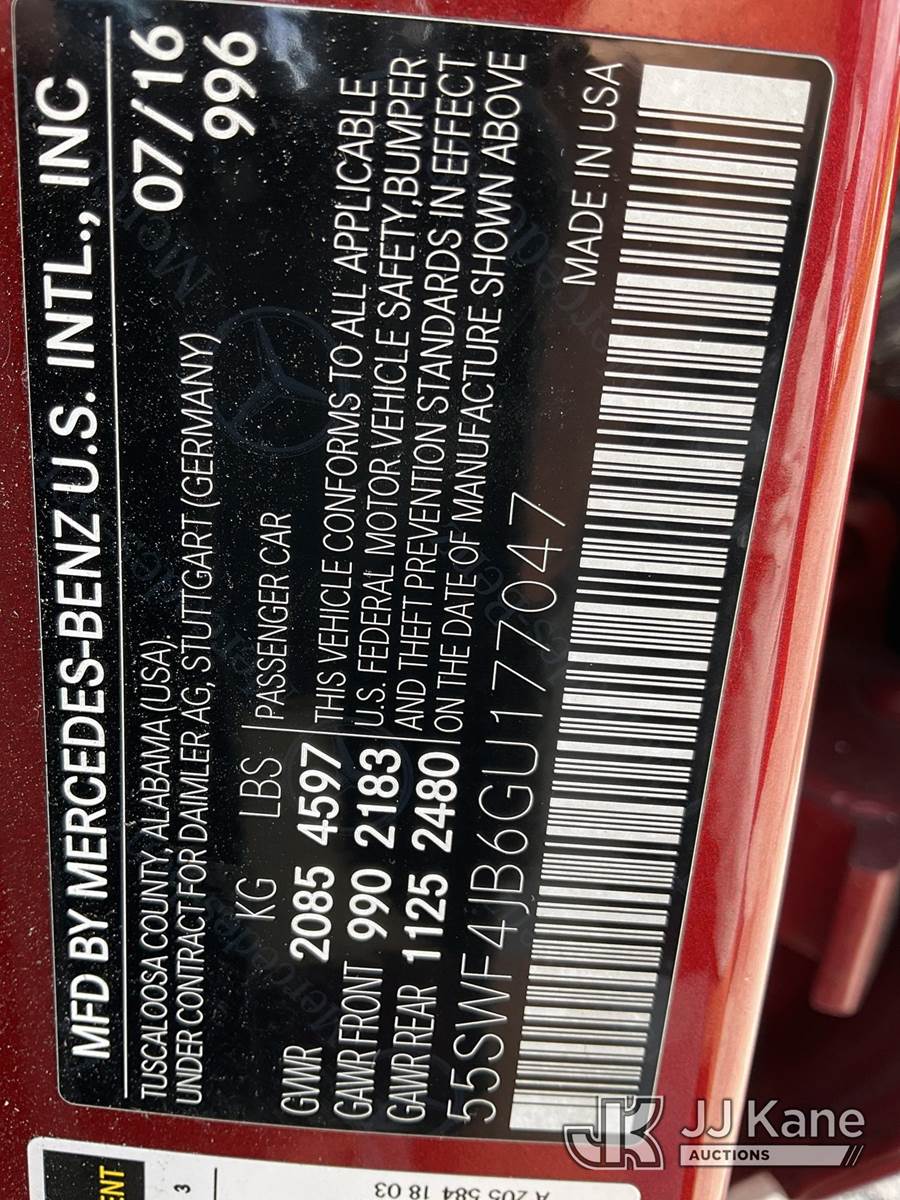 MFD BY MERCEDES-BENZ U.S. INTL., INC
TUSCALOOSA COUNTY, ALABAMA (USA), 07/16
UNDER CONTRACT FOR DAIMLER AG, STUTTGART (GERMANY) 996
KG LBS PASSENGER CAR
GVWR 2085 4597 THIS VEHICLE CONFORMS TO ALL APPLICABLE
GAWR FRONT 990 2183 U.S. FEDERAL MOTOR VEHICLE SAFETY,BUMPER
GAWR REAR 1125 2480 AND THEFT PREVENTION STANDARDS IN EFFECT
ON THE DATE OF MANUFACTURE SHOWN ABOVE
55SWF4JB6GU177047 MADE IN USA
3
A 205 584 18 03
JK JJ Kane
AUCTIONS